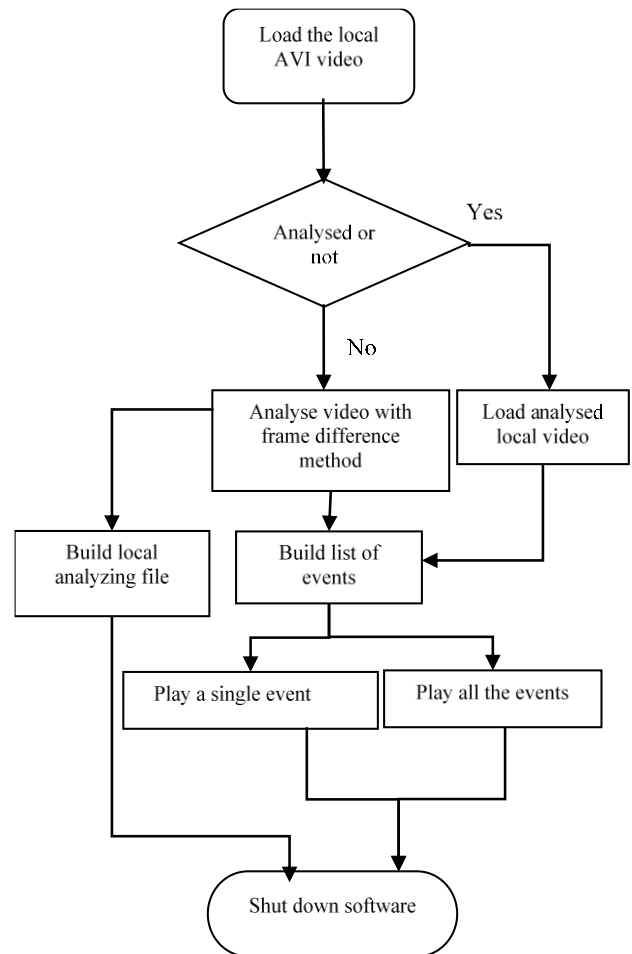 Load the local
AVI video
Analysed or
not
Yes
No
Analyse video with
frame difference
method
Load analysed
local video
Build local
analyzing file
Build list of
events
Play a single event
Play all the events
Shut down software